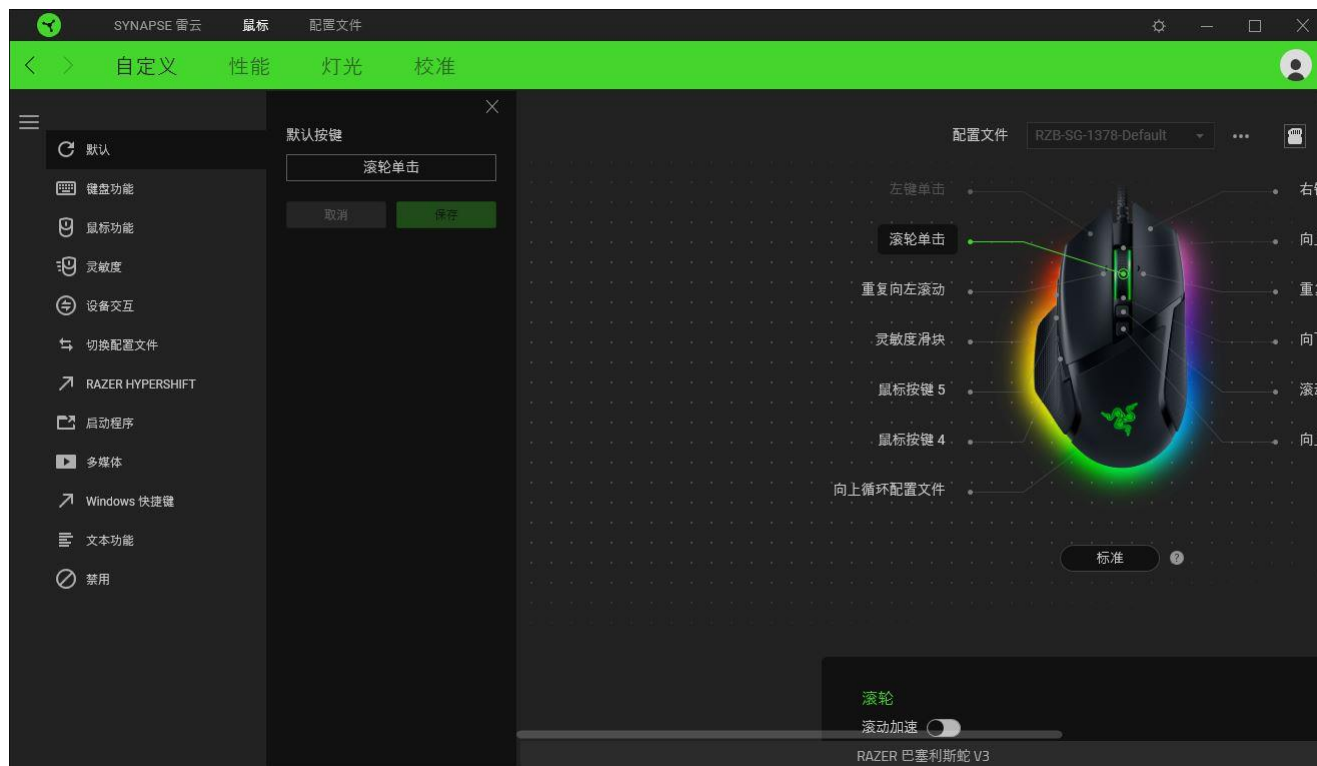 SYNAPSE 雷云 鼠标 配置文件
自定义 性能 灯光 校准
默认
键盘功能
鼠标功能
灵敏度
设备交互
切换配置文件
RAZER HYPERSHIFT
启动程序
多媒体
Windows 快捷键
文本功能
禁用
默认按键
滚轮单击
取消 保存
配置文件 RZB-SG-1378-Default
左键单击
滚轮单击
重复向左滚动
灵敏度滑块
鼠标按键 5
鼠标按键 4
向上循环配置文件
右
向
向
向
标准 ?
滚轮
滚动加速
RAZER 巴塞利斯蛇 V3